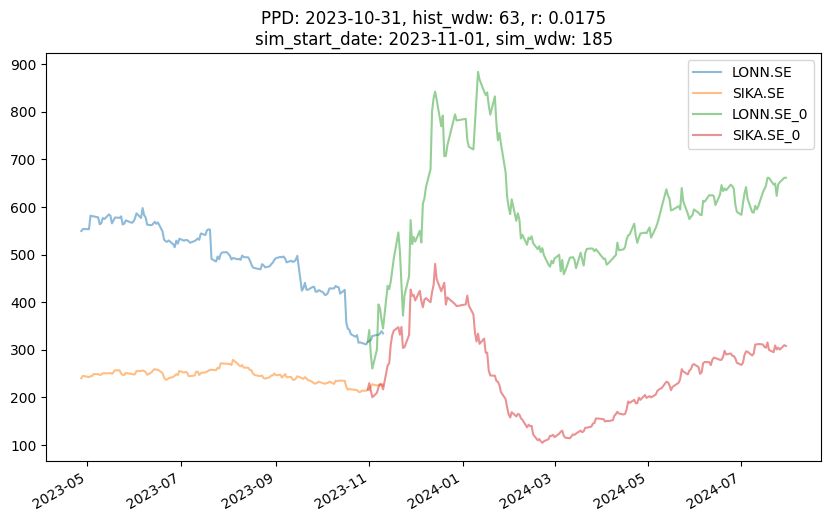 PPD: 2023-10-31, hist_wdw: 63, r: 0.0175
sim_start_date: 2023-11-01, sim_wdw: 185
LONN.SE
SIKA.SE
LONN.SE_0
SIKA.SE_0
900
800
700
600
500
400
300
200
100
2023-05
2023-07
2023-09
2023-11
2024-01
2024-03
2024-05
2024-07